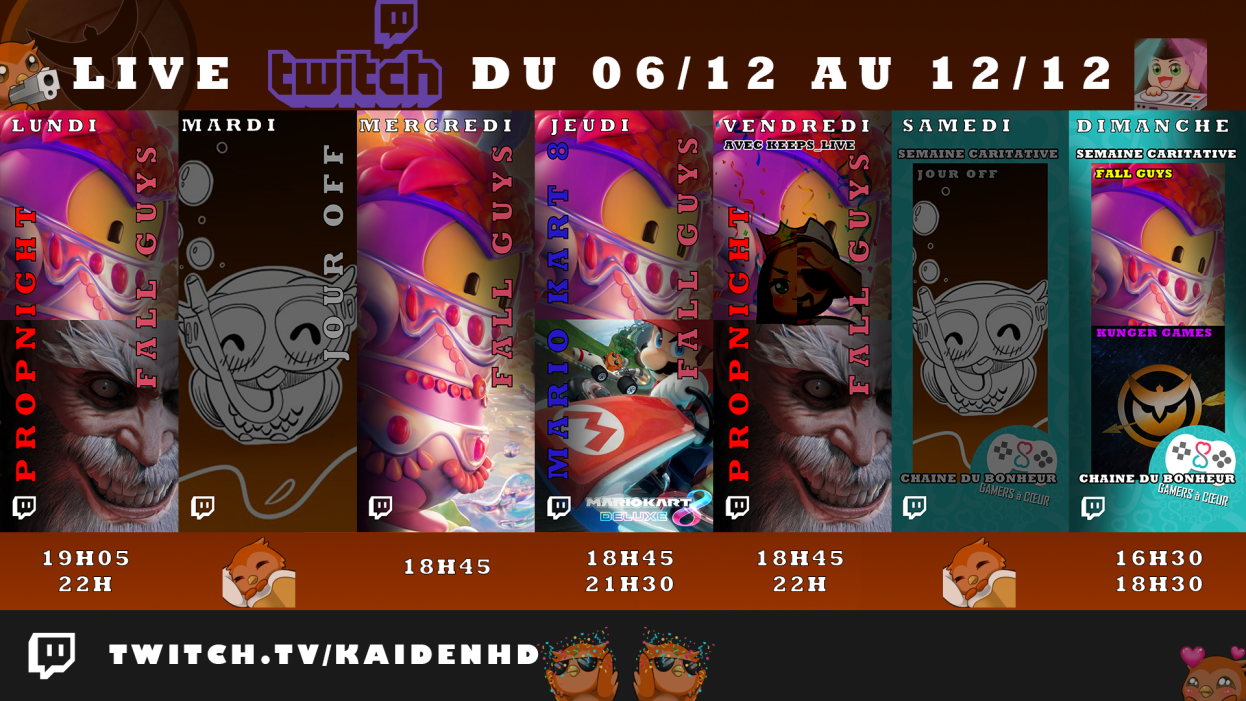 LIVE twitch DU 06/12 AU 12/12
LUNDI
PROPNIGHT
FALL GUYS
MARDI
JOUR OFF
MERCREDI
FALL GUYS
JEUDI
MARIO KART 8
FALL GUYS
MARIOKART 8
DELUXE
VENDREDI
AVEC KEEPS_LIVE
PROPNIGHT
FALL GUYS
SAMEDI
SEMAINE CARITATIVE
JOUR OFF
CHAINE DU BONHEUR
GAMERS à CŒUR
DIMANCHE
SEMAINE CARITATIVE
FALL GUYS
KUNGER GAMES
CHAINE DU BONHEUR
GAMERS à CŒUR
19H05
22H
18H45
18H45
21H30
18H45
22H
16H30
18H30
TWITCH.TV/KAIDENHD